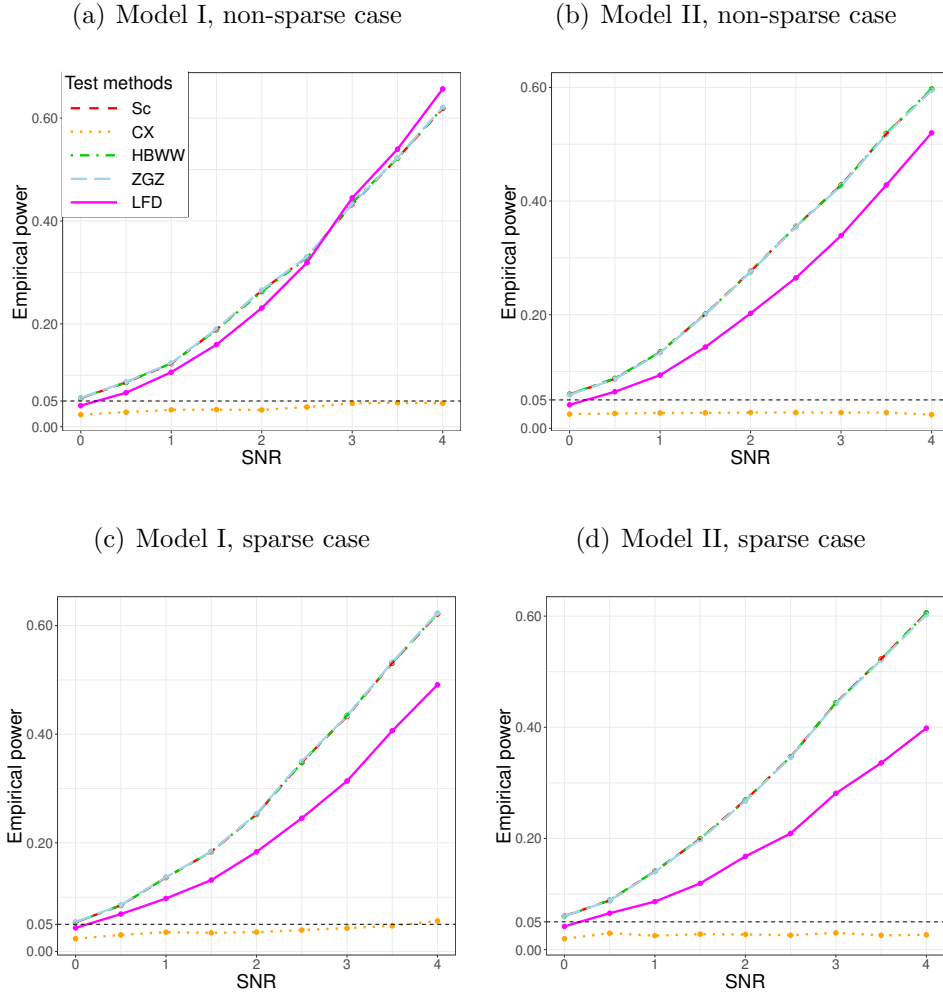 (a) Model I, non-sparse case
(b) Model II, non-sparse case
Test methods
Sc
CX
HBWW
ZGZ
LFD
Empirical power
0.60
0.40
0.20
0.05
0.00
0 1 2 3 4
SNR
Empirical power
0.60
0.40
0.20
0.05
0.00
0 1 2 3 4
SNR
(c) Model I, sparse case
(d) Model II, sparse case
Empirical power
0.60
0.40
0.20
0.05
0.00
0 1 2 3 4
SNR
Empirical power
0.60
0.40
0.20
0.05
0.00
0 1 2 3 4
SNR